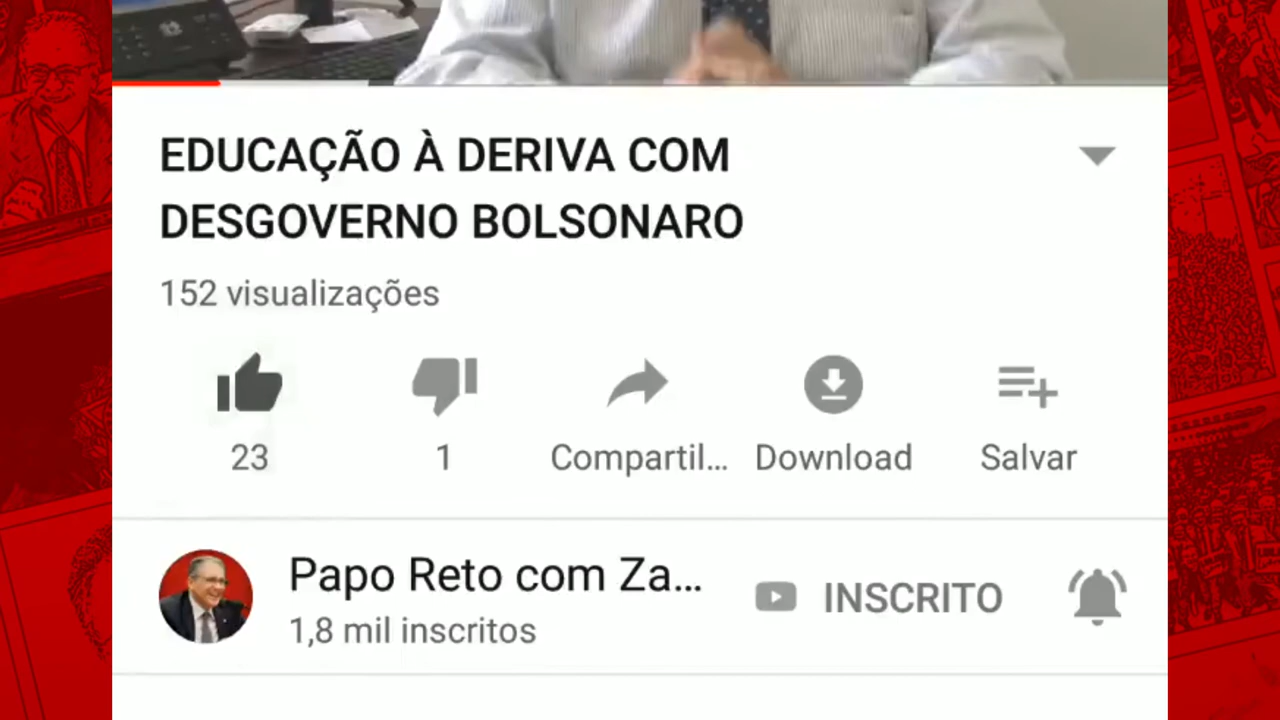 EDUCAÇÃO À DERIVA COM
DESGOVERNO BOLSONARO
152 visualizações
23
1
Compartil...
Download
Salvar
Papo Reto com Za...
INSCRITO
1,8 mil inscritos